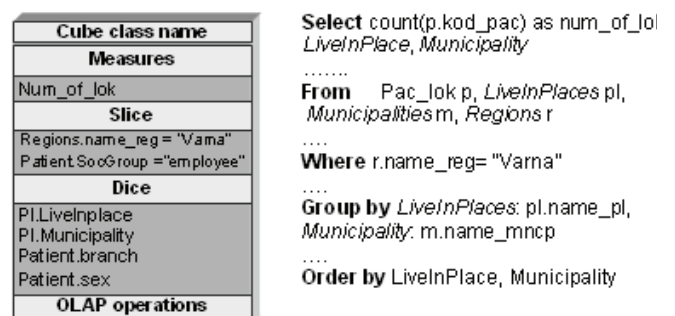 Cube class name
Measures
Num_of_lok
Slice
Regions.name_reg = "Varna"
Patient.SocGroup ="employee"
Dice
Pl.LiveInplace
Pl.Municipality
Patient.branch
Patient.sex
OLAP operations
Select count(p.kod_pac) as num_of_lo
LiveInPlace, Municipality
.......
From Pac_lok p, LiveInPlaces pl,
Municipalities m, Regions r
....
Where r.name_reg= "Varna"
....
Group by LiveInPlaces: pl.name_pl,
Municipality: m.name_mncp
....
Order by LiveInPlace, Municipality